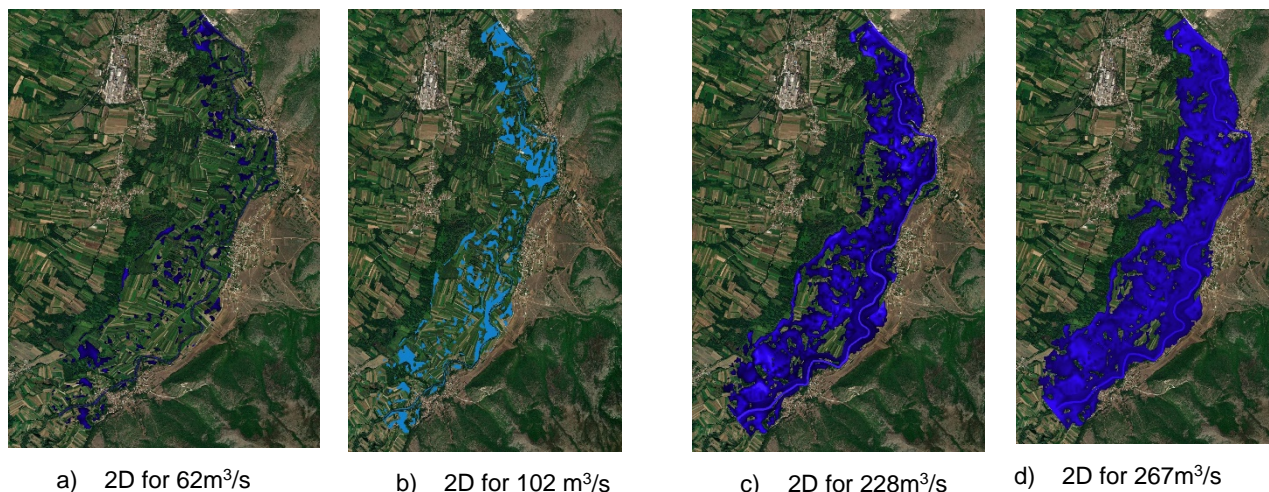 a) 2D for 62m³/s
b) 2D for 102 m³/s
c) 2D for 228m³/s
d) 2D for 267m³/s